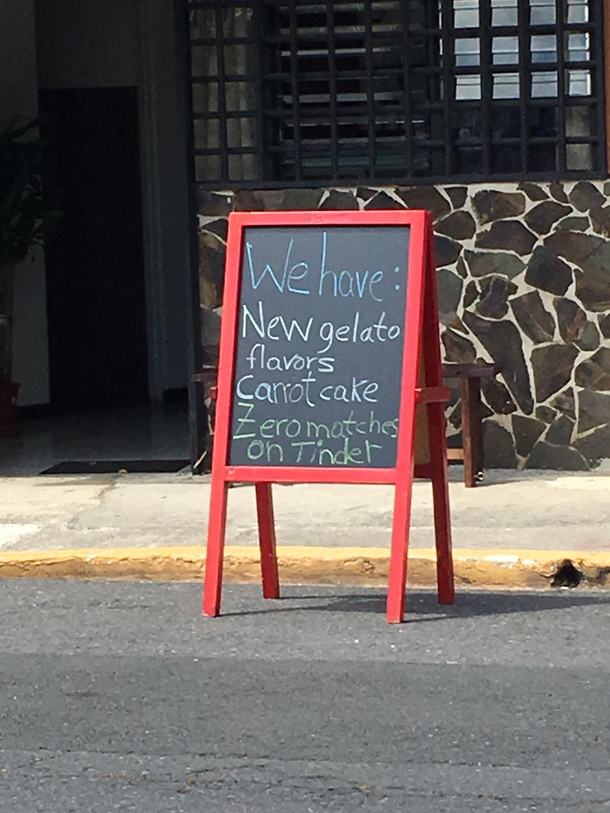 We have:
New gelato
flavors
Carrot cake
Zero matches
on Tinder